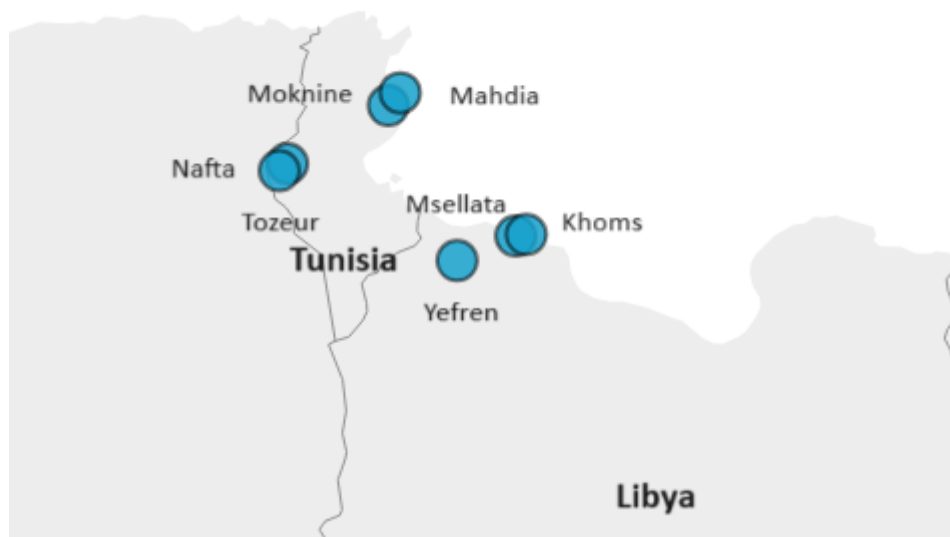 Moknine
Mahdia
Nafta
Msellata
Tozeur
Khoms
Tunisia
Yefren
Libya